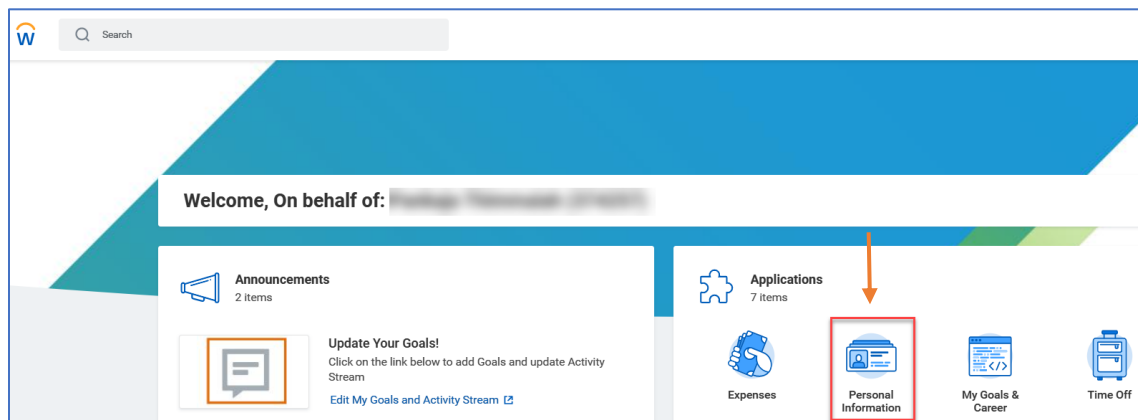 W
Search
Welcome, On behalf of:
Announcements
2 items
Update Your Goals!
Click on the link below to add Goals and update Activity
Stream
Edit My Goals and Activity Stream
Applications
7 items
Expenses
Personal
Information
My Goals &
Career
Time Off